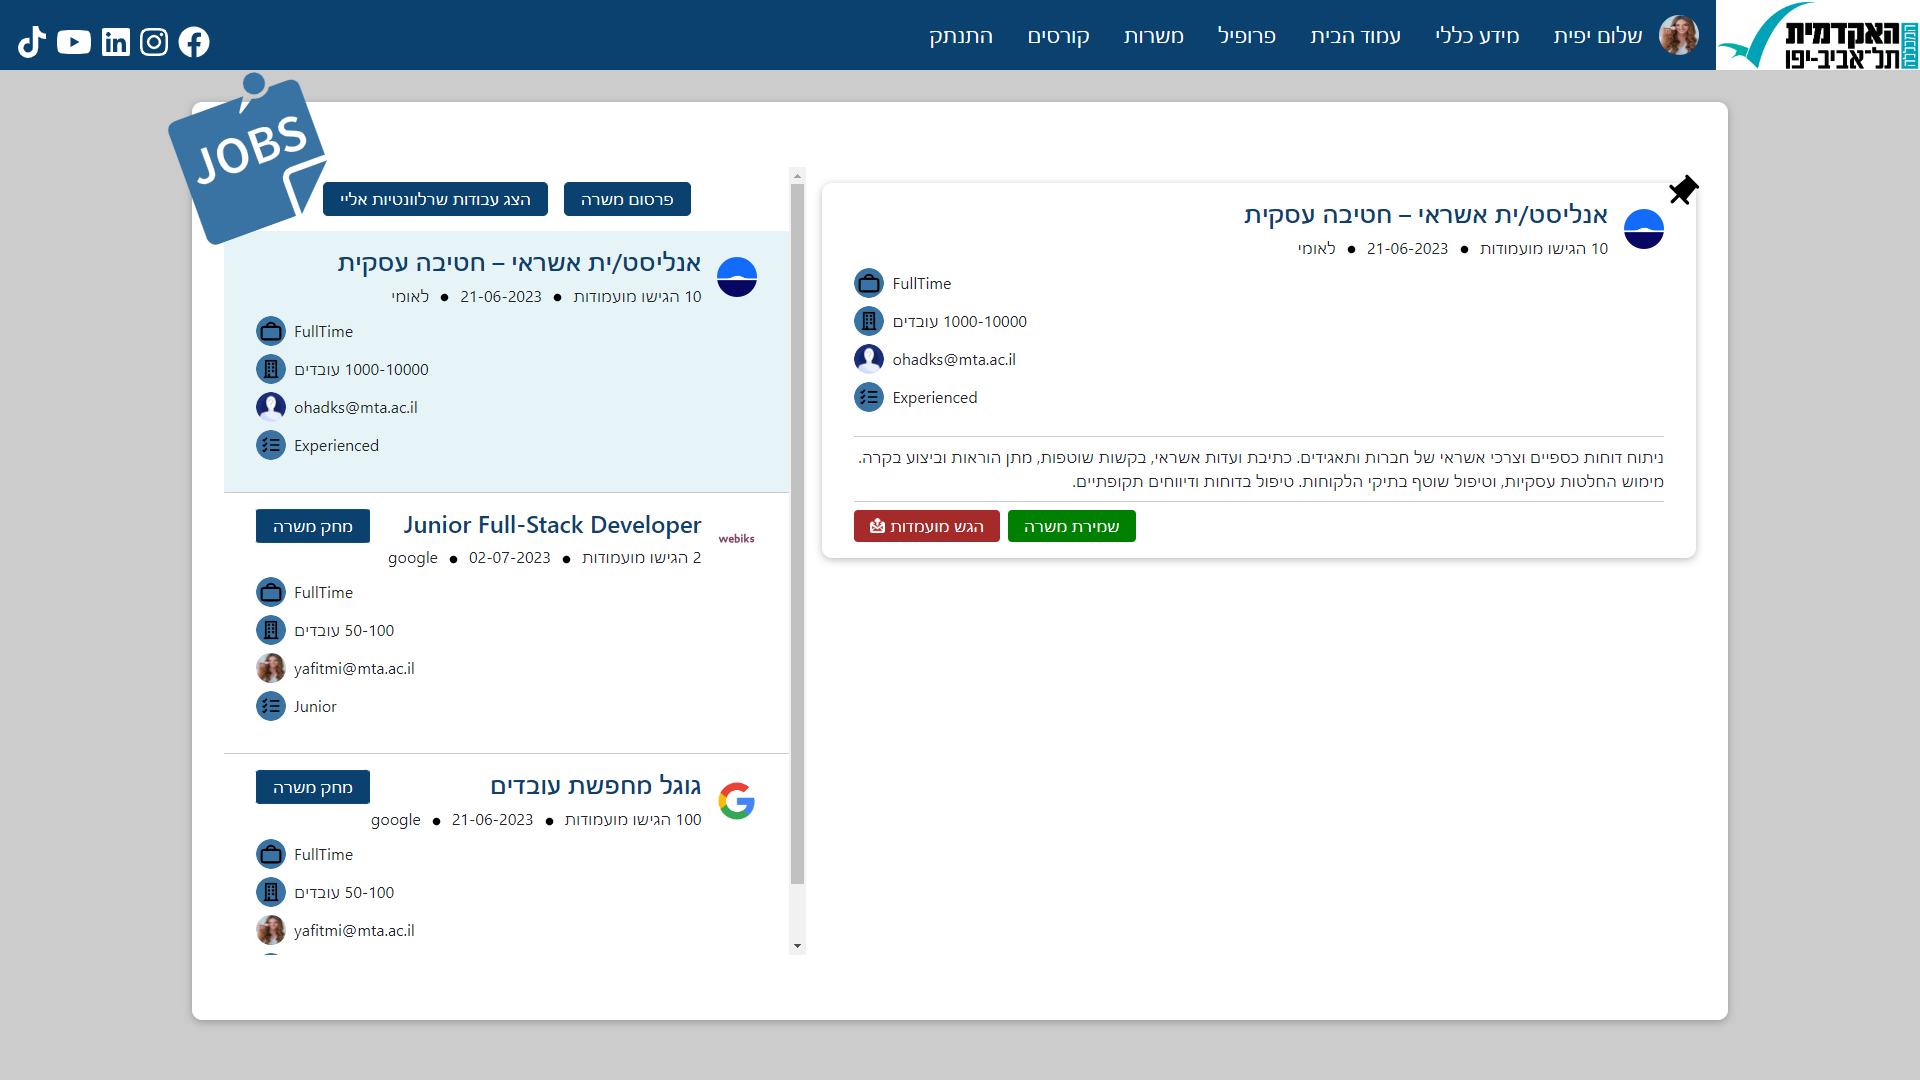 האקדמית
תל־אביב-יפו
שלום יפית
מידע כללי
עמוד הבית
פרופיל
משרות
קורסים
התנתק
JOBS
פרסום משרה
הצג עבודות שרלוונטיות אליי
אנליסט/ית אשראי – חטיבה עסקית
10 הגישו מועמדות ● 21-06-2023 ● לאומי
FullTime
1000-10000 עובדים
ohadks@mta.ac.il
Experienced
Junior Full-Stack Developer
מחק משרה
webiks
2 הגישו מועמדות ● 02-07-2023 ● google
FullTime
50-100 עובדים
yafitmi@mta.ac.il
Junior
גוגל מחפשת עובדים
מחק משרה
100 הגישו מועמדות ● 21-06-2023 ● google
FullTime
50-100 עובדים
yafitmi@mta.ac.il
אנליסט/ית אשראי – חטיבה עסקית
10 הגישו מועמדות ● 21-06-2023 ● לאומי
FullTime
1000-10000 עובדים
ohadks@mta.ac.il
Experienced
ניתוח דוחות כספיים וצרכי אשראי של חברות ותאגידים. כתיבת ועדות אשראי, בקשות שוטפות, מתן הוראות וביצוע בקרה.
מימוש החלטות עסקיות, וטיפול שוטף בתיקי הלקוחות. טיפול בדוחות ודיווחים תקופתיים.
שמירת משרה
הגש מועמדות